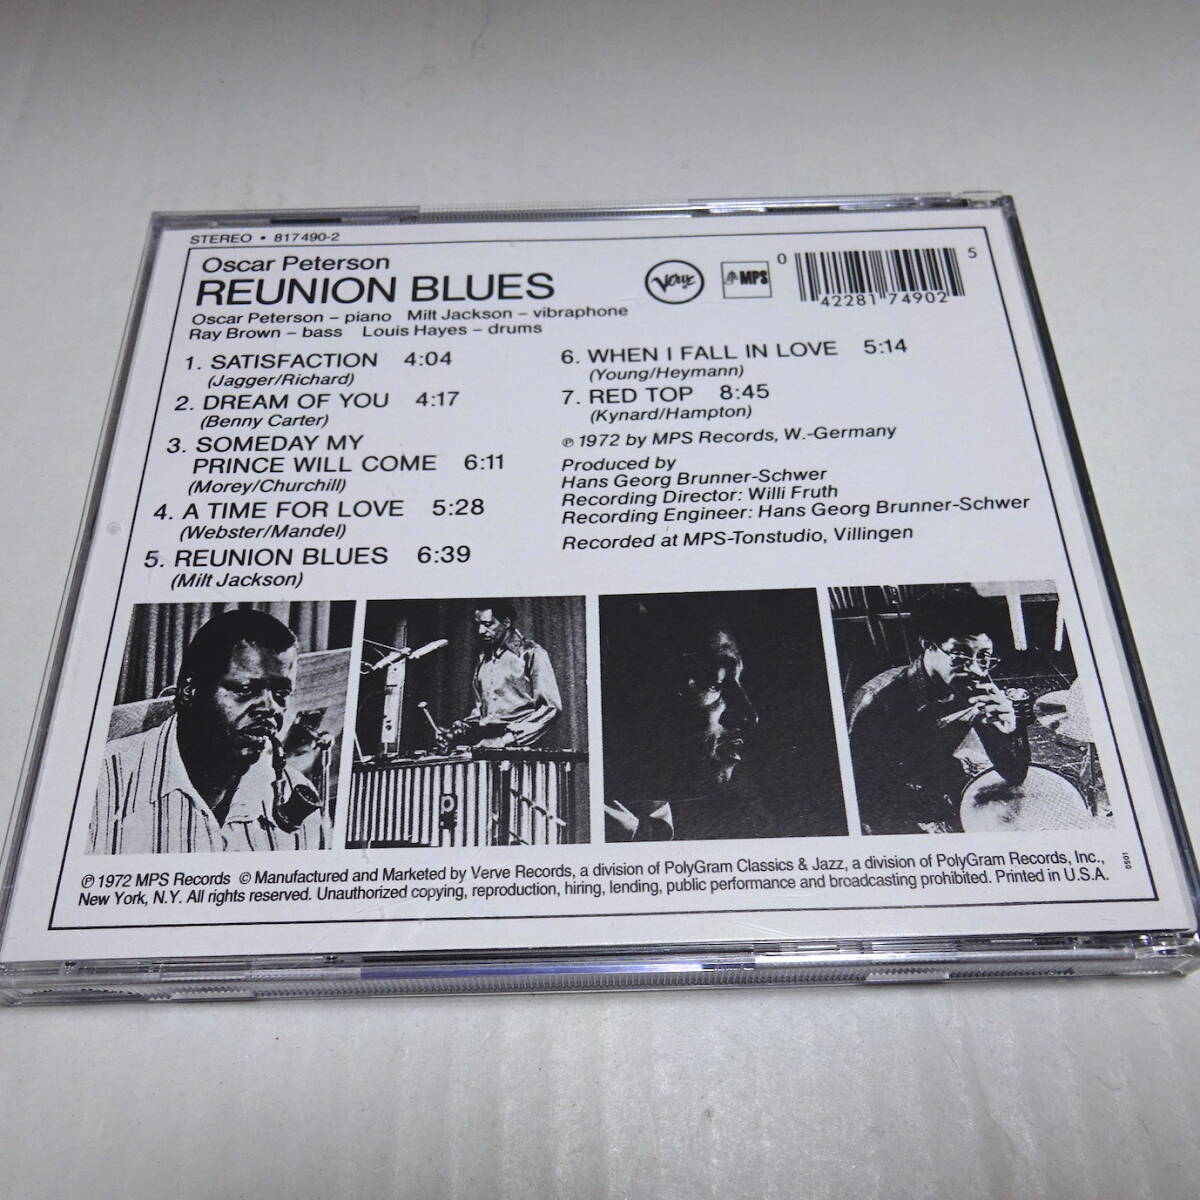 STEREO • 817490-2
Oscar Peterson
REUNION BLUES
Oscar Peterson – piano Milt Jackson – vibraphone
Ray Brown – bass Louis Hayes – drums
Verve
MPS
0 42281 74902 5
1. SATISFACTION 4:04
(Jagger/Richard)
2. DREAM OF YOU 4:17
(Benny Carter)
3. SOMEDAY MY
PRINCE WILL COME 6:11
(Morey/Churchill)
4. A TIME FOR LOVE 5:28
(Webster/Mandel)
5. REUNION BLUES 6:39
(Milt Jackson)
6. WHEN I FALL IN LOVE 5:14
(Young/Heymann)
7. RED TOP 8:45
(Kynard/Hampton)
℗ 1972 by MPS Records, W.-Germany
Produced by
Hans Georg Brunner-Schwer
Recording Director: Willi Fruth
Recording Engineer: Hans Georg Brunner-Schwer
Recorded at MPS-Tonstudio, Villingen
℗ 1972 MPS Records © Manufactured and Marketed by Verve Records, a division of PolyGram Classics & Jazz, a division of PolyGram Records, Inc.,
New York, N.Y. All rights reserved. Unauthorized copying, reproduction, hiring, lending, public performance and broadcasting prohibited. Printed in U.S.A.
0501